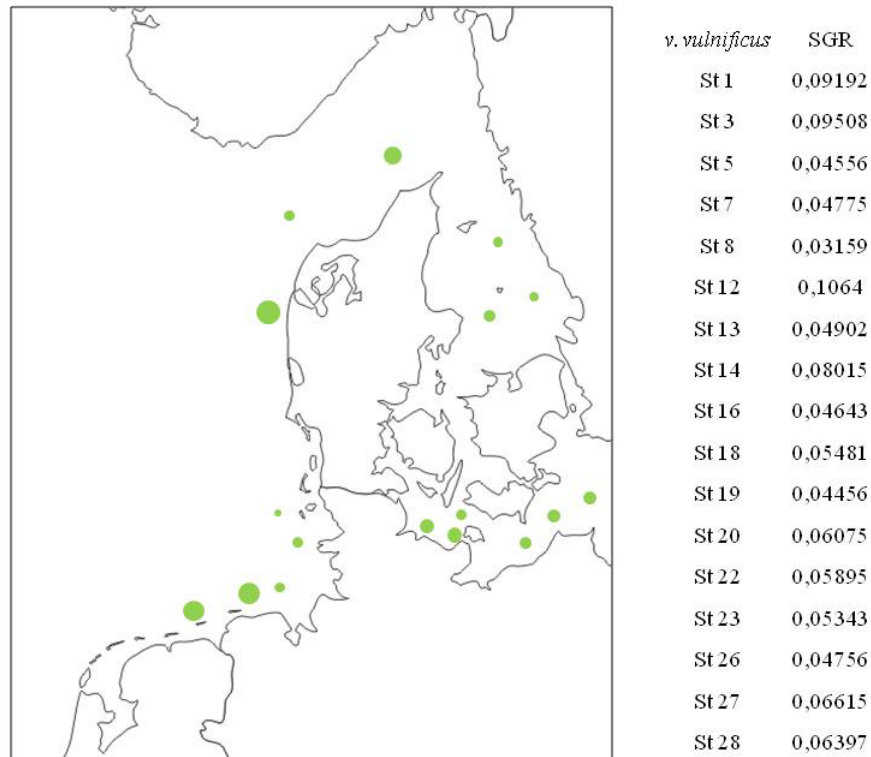 v. vulnificus SGR
St 1 0,09192
St 3 0,09508
St 5 0,04556
St 7 0,04775
St 8 0,03159
St 12 0,1064
St 13 0,04902
St 14 0,08015
St 16 0,04643
St 18 0,05481
St 19 0,04456
St 20 0,06075
St 22 0,05895
St 23 0,05343
St 26 0,04756
St 27 0,06615
St 28 0,06397